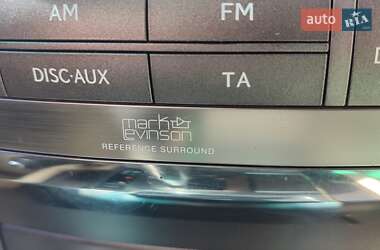 AM FM
auto RIA
DISC·AUX TA
mark
levinson
REFERENCE SURROUND